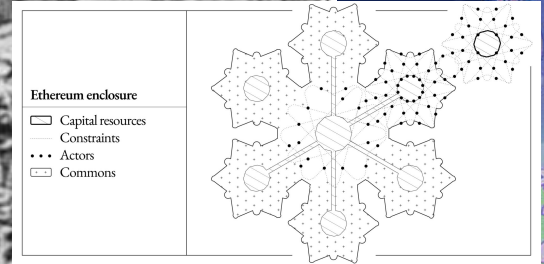 Ethereum enclosure
Capital resources
Constraints
Actors
Commons